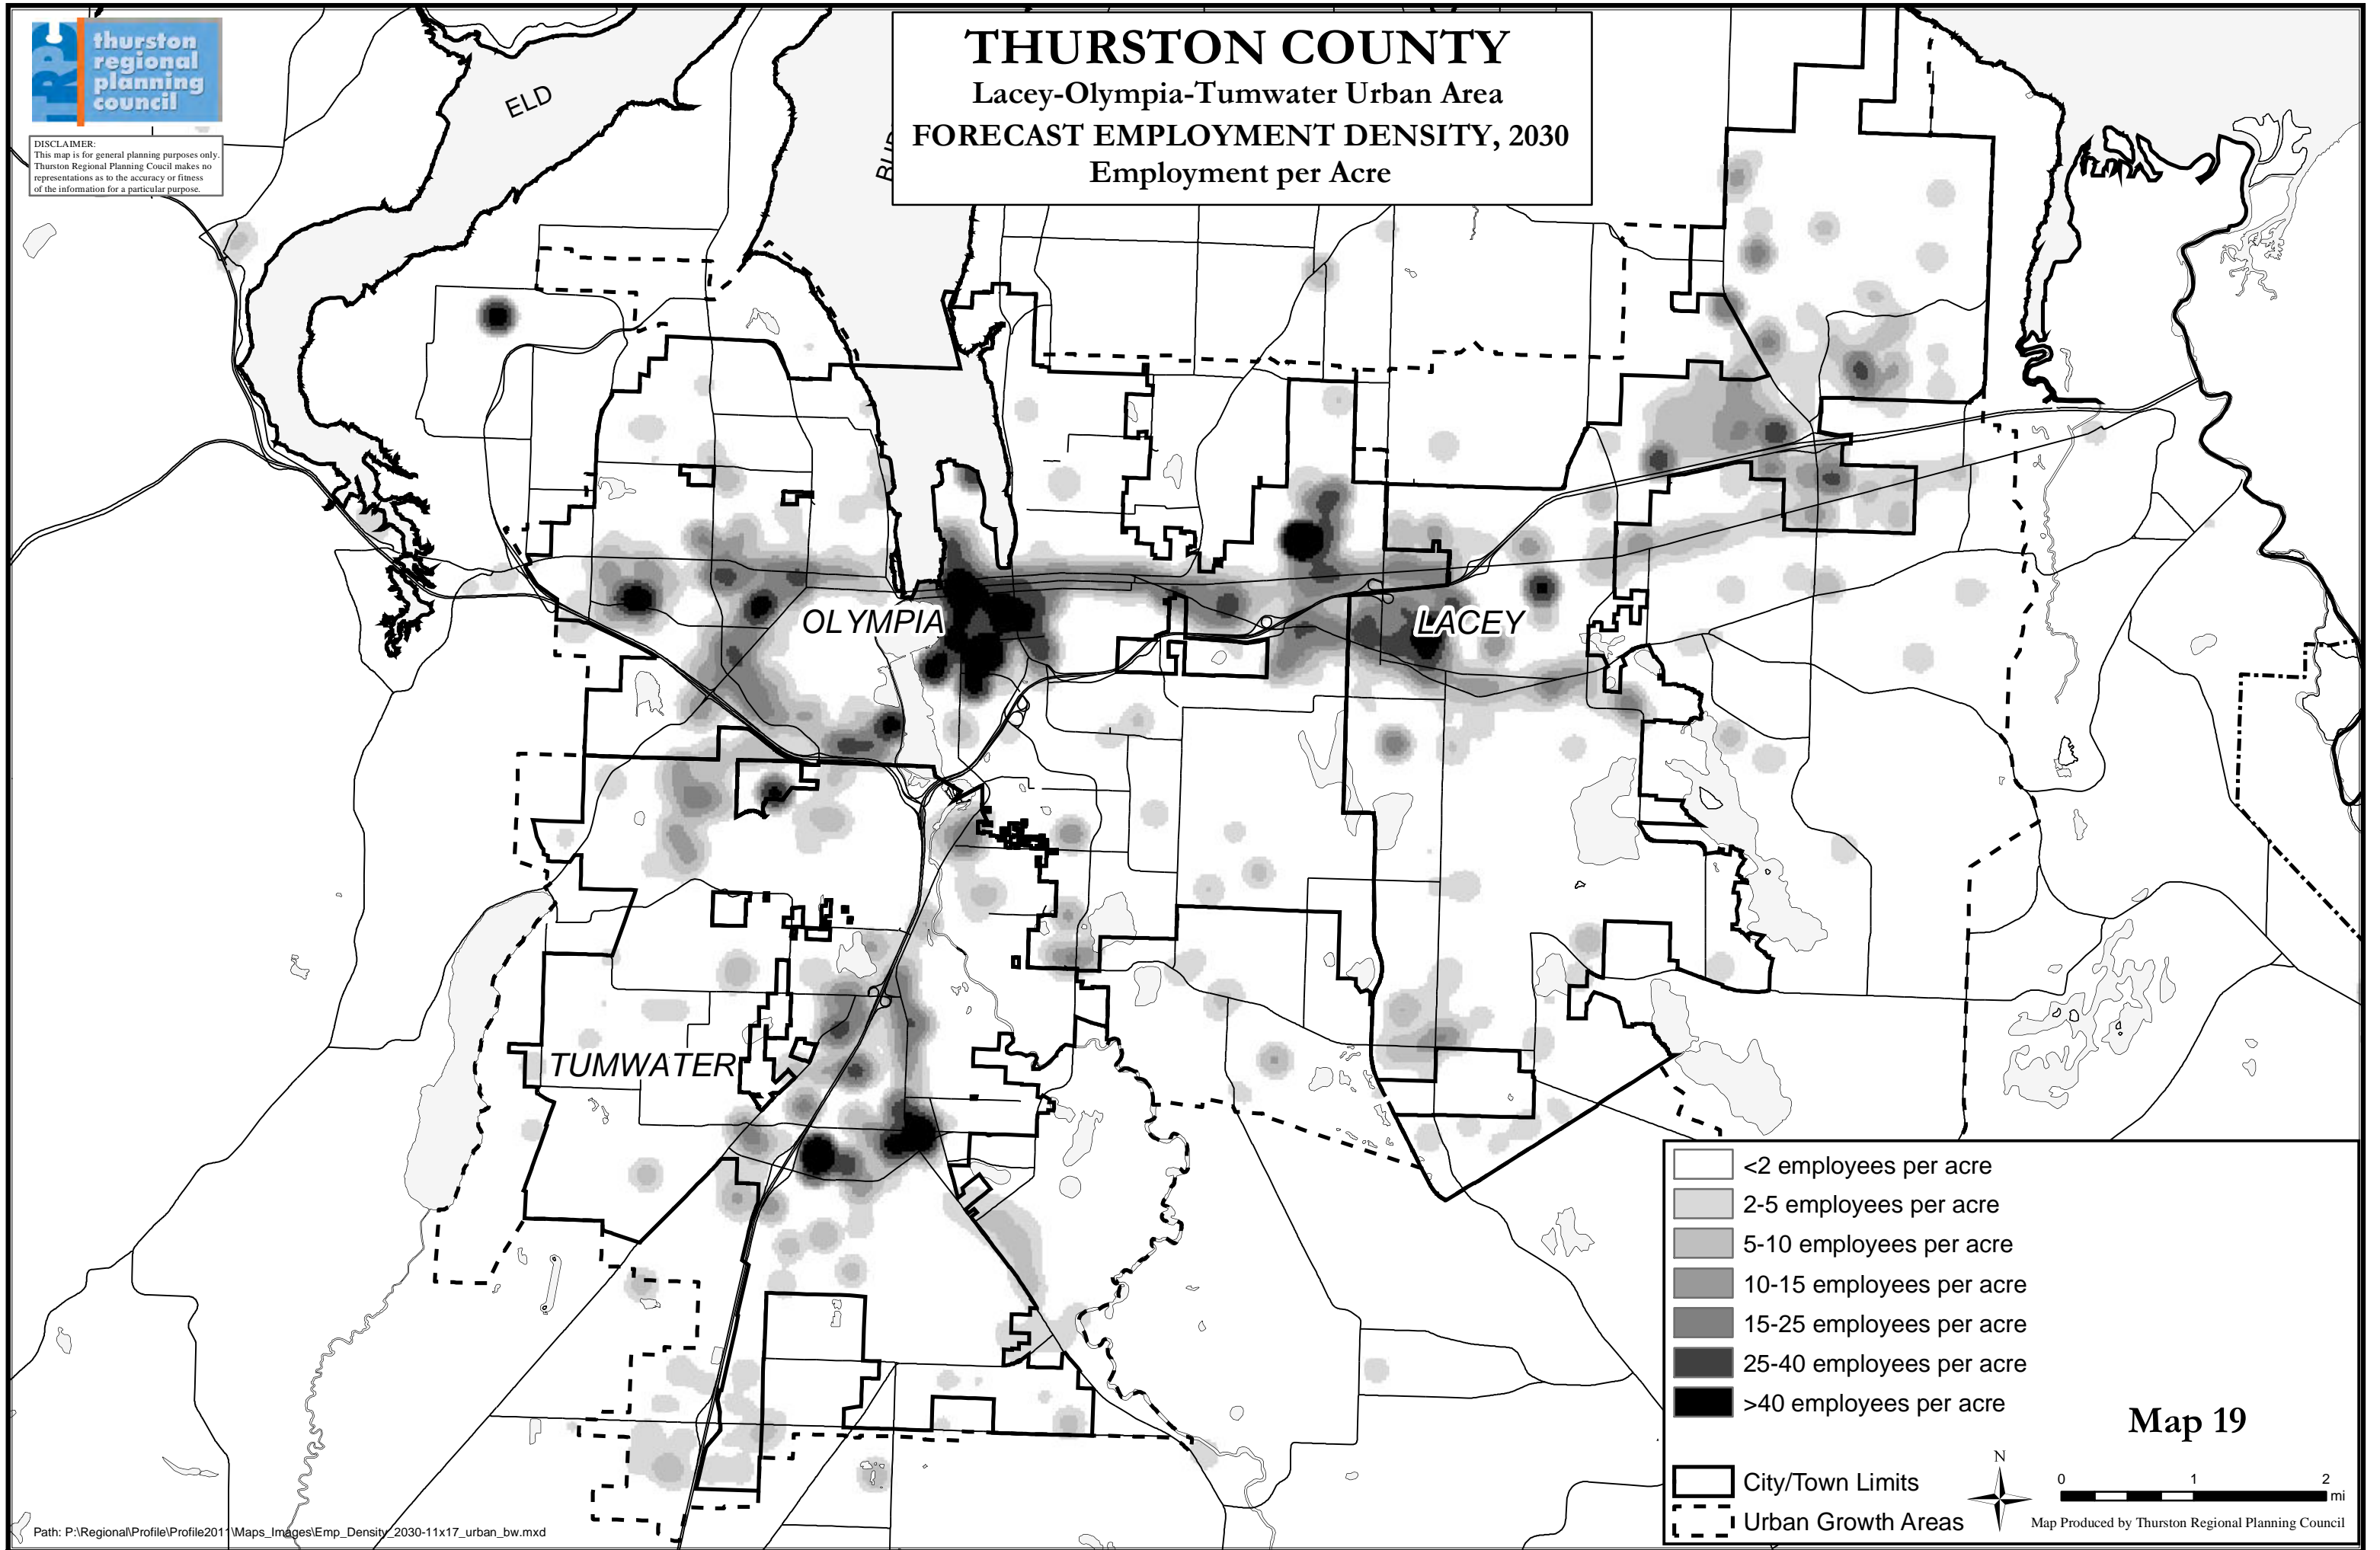 TRPC
thurston
regional
planning
council
DISCLAIMER:
This map is for general planning purposes only.
Thurston Regional Planning Coucil makes no
representations as to the accuracy or fitness
of the information for a particular purpose.
THURSTON COUNTY
Lacey-Olympia-Tumwater Urban Area
FORECAST EMPLOYMENT DENSITY, 2030
Employment per Acre
ELD
OLYMPIA
LACEY
TUMWATER
<2 employees per acre
2-5 employees per acre
5-10 employees per acre
10-15 employees per acre
15-25 employees per acre
25-40 employees per acre
>40 employees per acre
Map 19
City/Town Limits
Urban Growth Areas
N
0 1 2
mi
Map Produced by Thurston Regional Planning Council
Path: P:\Regional\Profile\Profile2011\Maps_Images\Emp_Density_2030-11x17_urban_bw.mxd